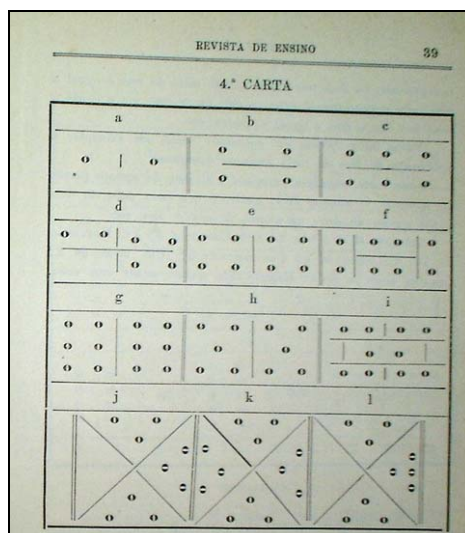 REVISTA DE ENSINO 39
4.ª CARTA
a b c
d e f
g h i
j k l